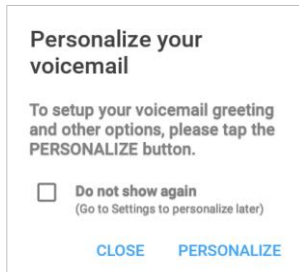 Personalize your
voicemail
To setup your voicemail greeting
and other options, please tap the
PERSONALIZE button.
Do not show again
(Go to Settings to personalize later)
CLOSE PERSONALIZE